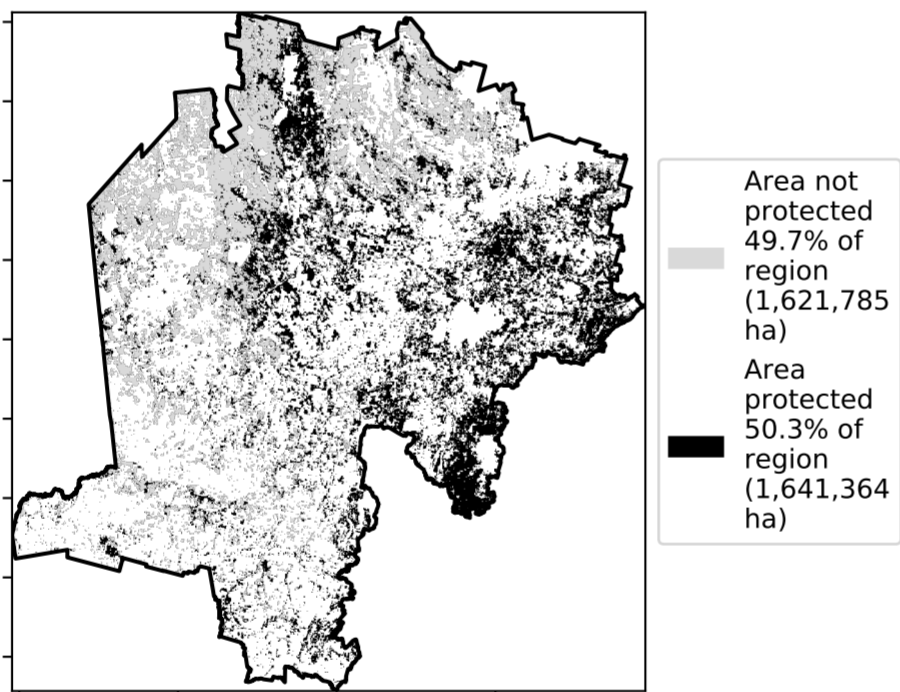 Area not
protected
49.7% of
region
(1,621,785
ha)
Area
protected
50.3% of
region
(1,641,364
ha)